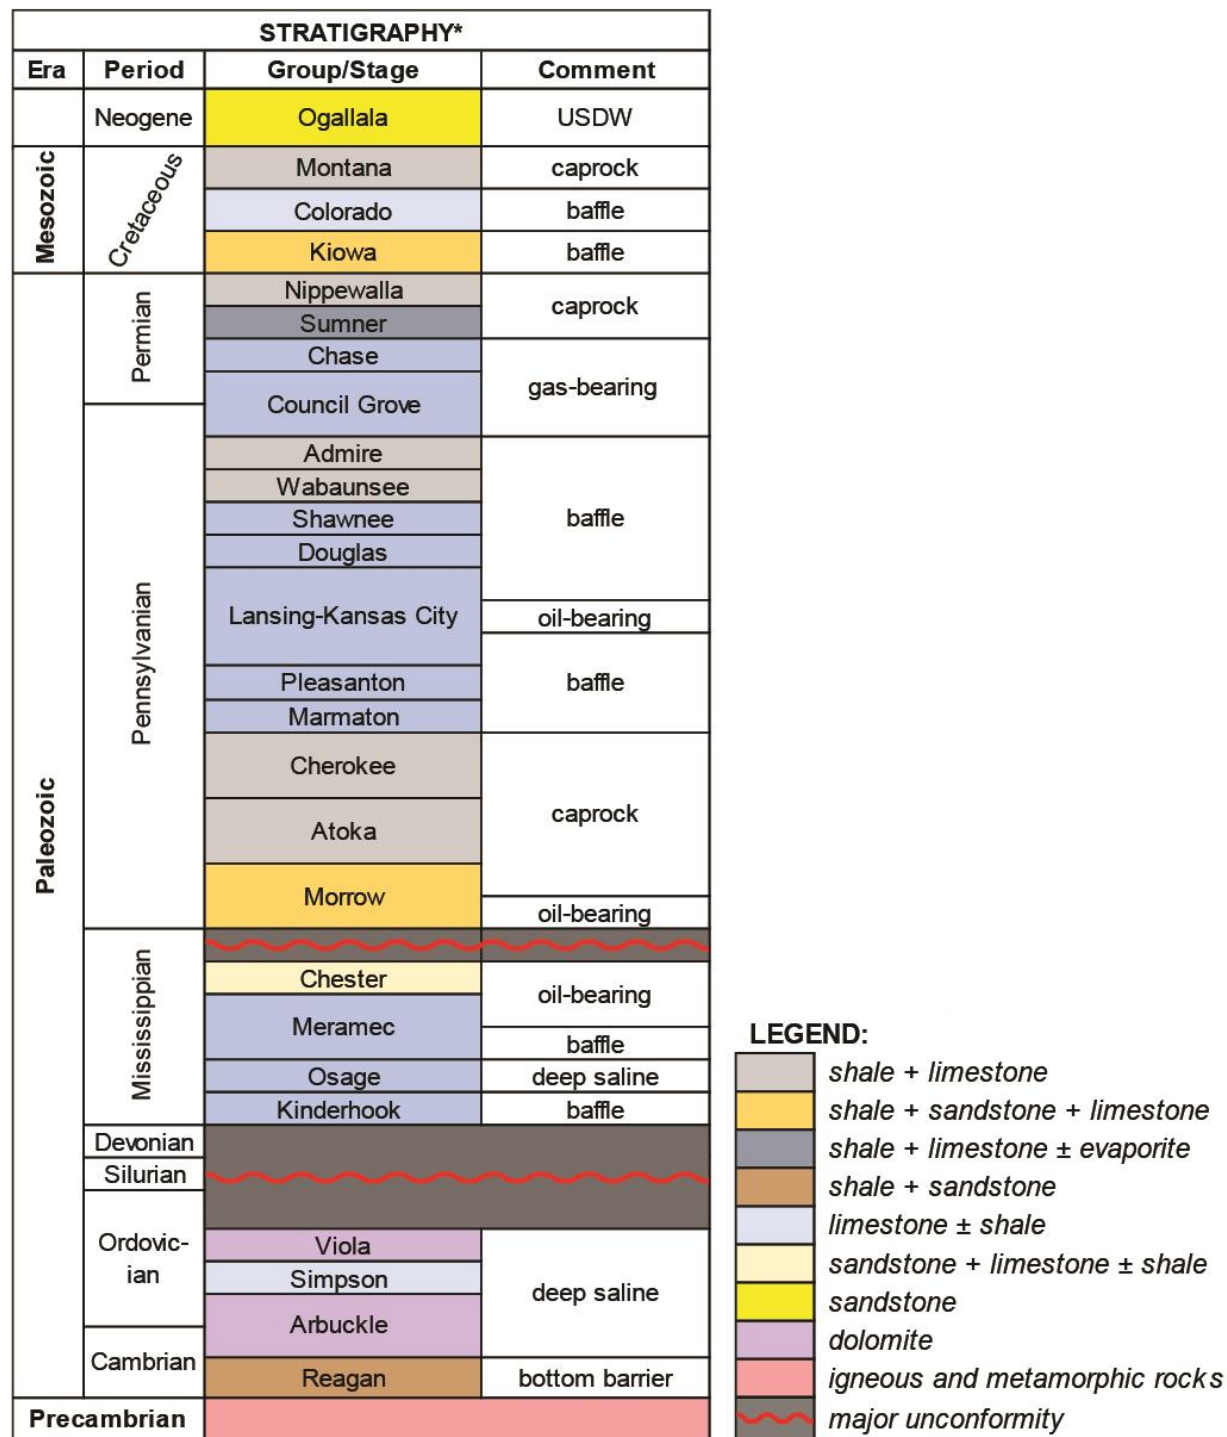 STRATIGRAPHY*
Era Period Group/Stage Comment
Neogene Ogallala USDW
Mesozoic
Cretaceous
Montana caprock
Colorado baffle
Kiowa baffle
Paleozoic
Permian
Nippewalla
caprock
Sumner
Chase
gas-bearing
Council Grove
Pennsylvanian
Admire
Wabaunsee
baffle
Shawnee
Douglas
Lansing-Kansas City
oil-bearing
Pleasanton
baffle
Marmaton
Cherokee
caprock
Atoka
Morrow
oil-bearing
Mississippian
Chester
oil-bearing
Meramec
baffle
Osage deep saline
Kinderhook baffle
Devonian
Silurian
Ordovic-
ian
Viola
Simpson
deep saline
Arbuckle
Cambrian
Reagan bottom barrier
Precambrian
LEGEND:
shale + limestone
shale + sandstone + limestone
shale + limestone ± evaporite
shale + sandstone
limestone ± shale
sandstone + limestone ± shale
sandstone
dolomite
igneous and metamorphic rocks
major unconformity